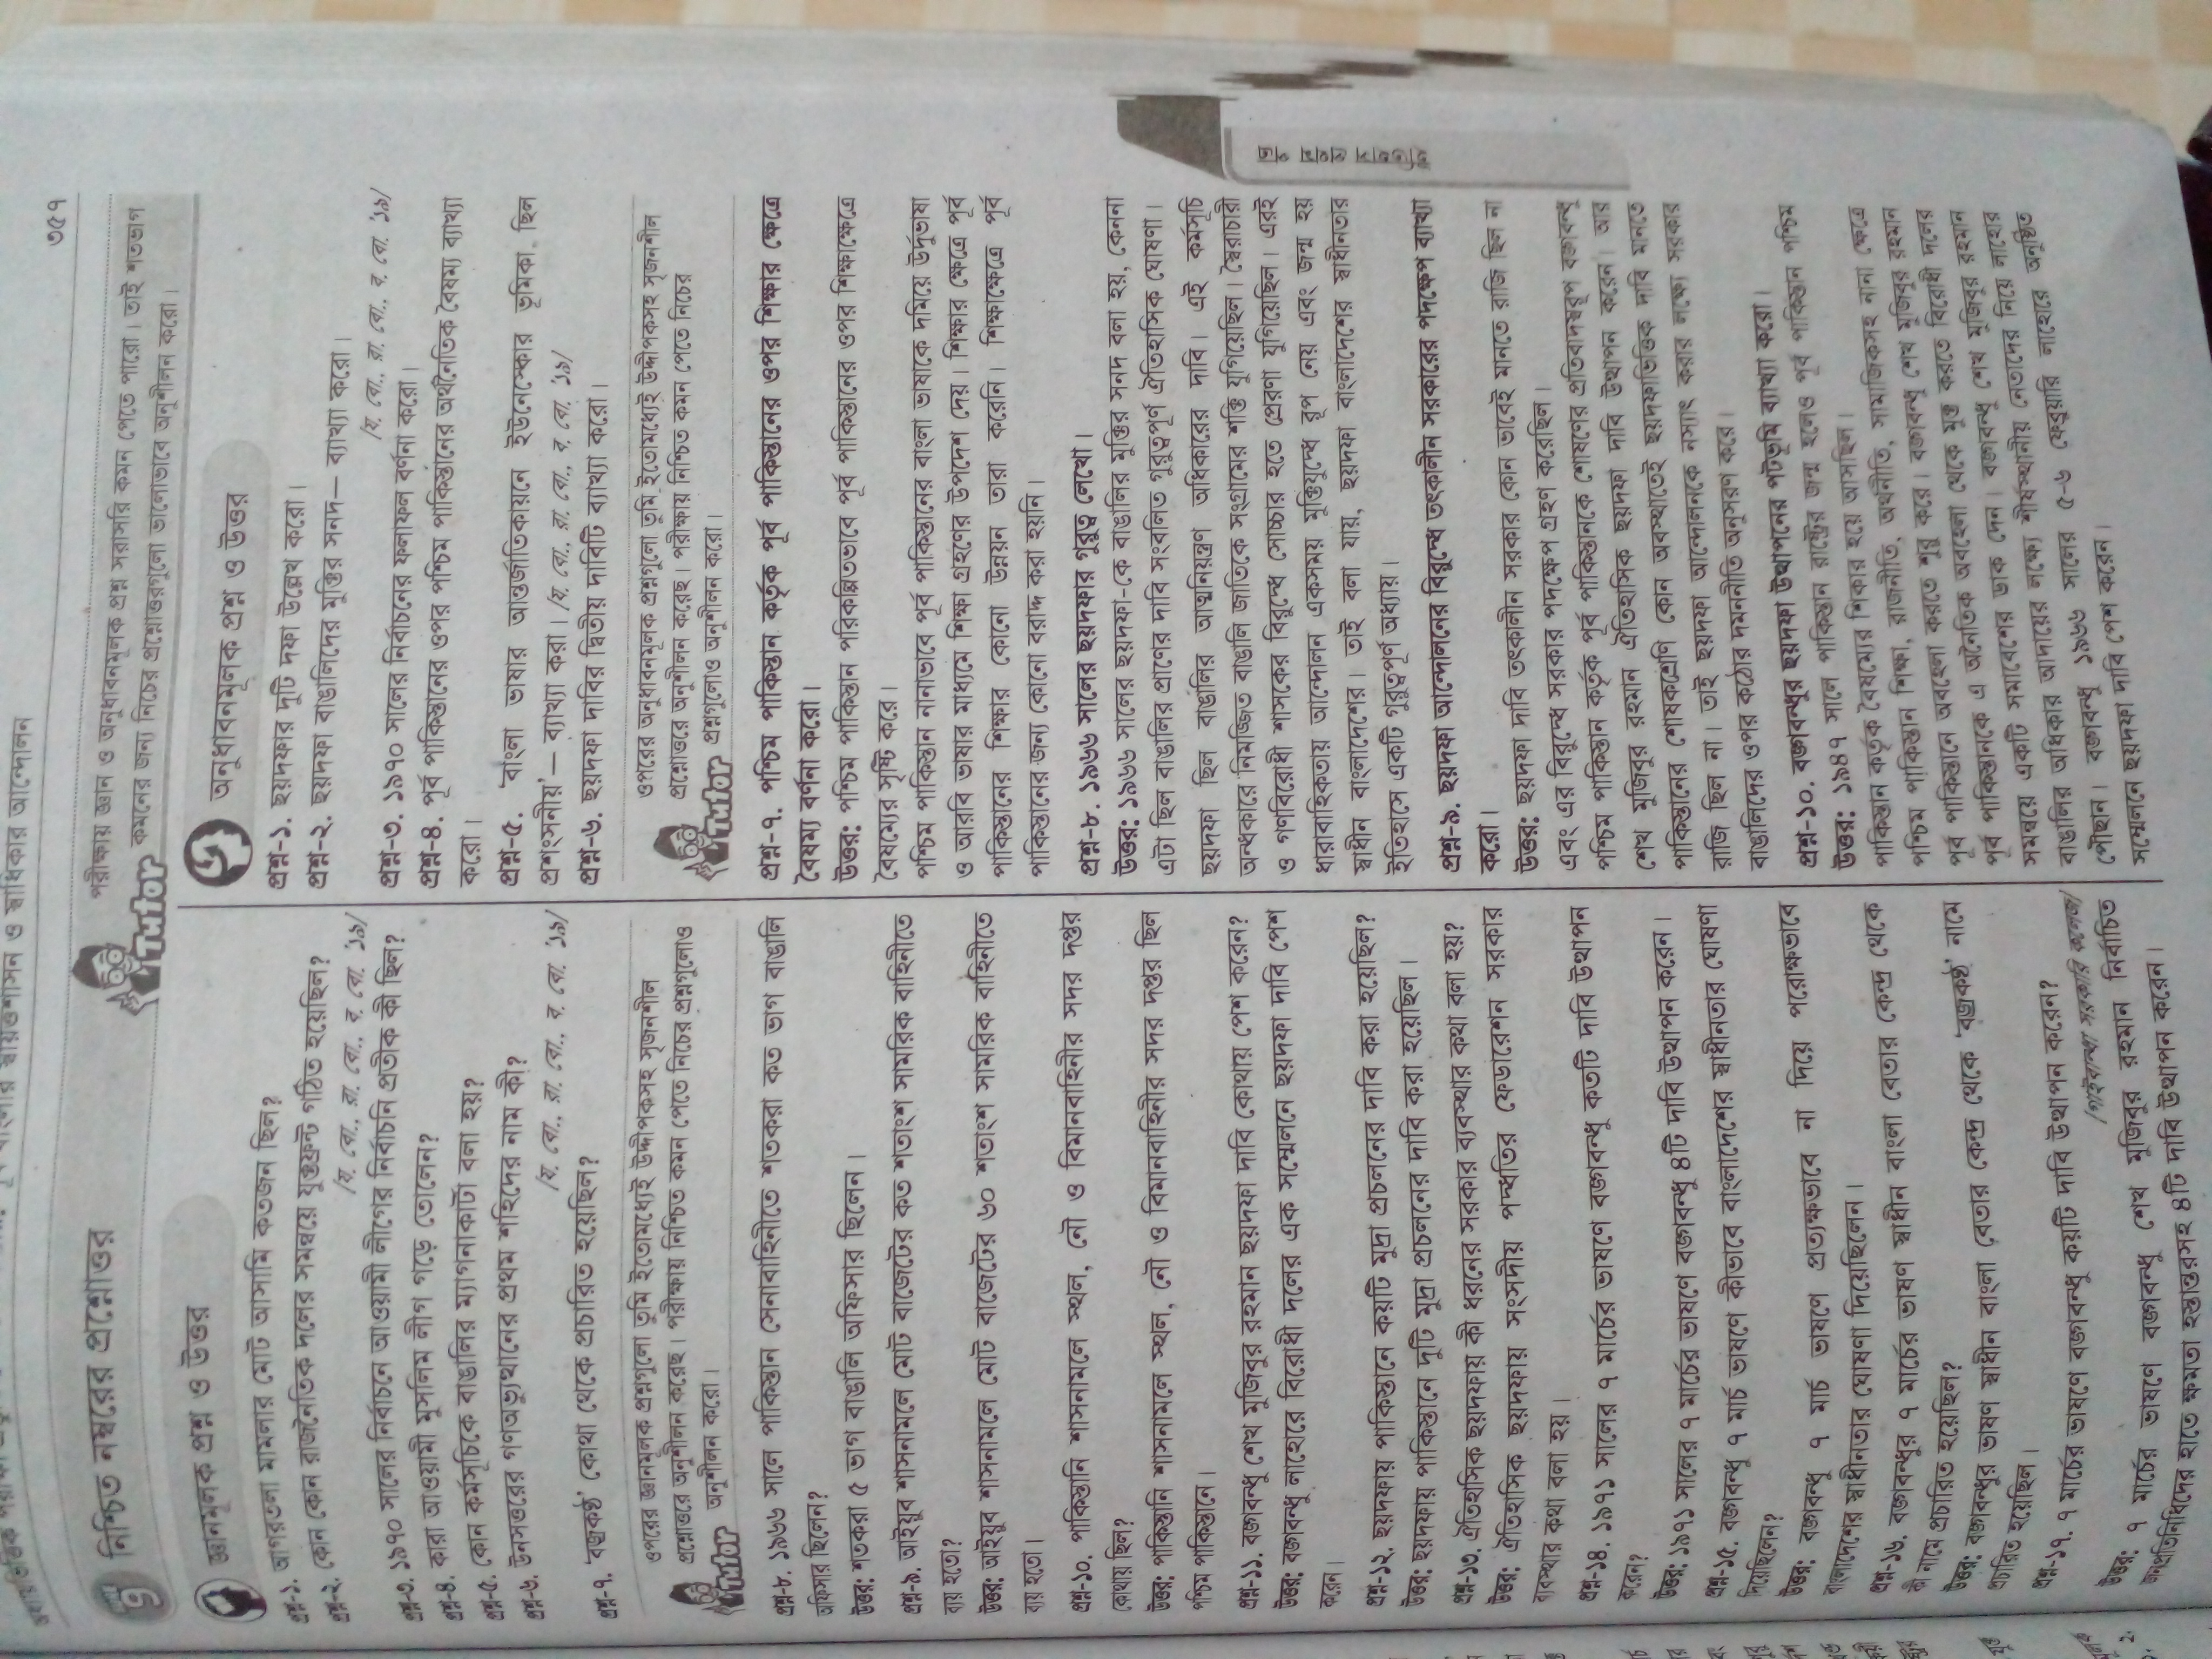 পূর্ব বাংলার স্বায়ত্তশাসন ও স্বাধিকার আন্দোলন
৩৫৭
৭ নিশ্চিত নম্বরের প্রশ্নোত্তর
Tutor
পরীক্ষায় জ্ঞান ও অনুধাবনমূলক প্রশ্ন সরাসরি কমন পেতে পারো। তাই শতভাগ
কমনের জন্য নিচের প্রশ্নোত্তরগুলো ভালোভাবে অনুশীলন করো।
জ্ঞানমূলক প্রশ্ন ও উত্তর
প্রশ্ন-১. আগরতলা মামলার মোট আসামি কতজন ছিল?
প্রশ্ন-২. কোন কোন রাজনৈতিক দলের সমন্বয়ে যুক্তফ্রন্ট গঠিত হয়েছিল?
/য. বো., রা. বো., ব. বো. '১৯/
প্রশ্ন-৩. ১৯৭০ সালের নির্বাচনে আওয়ামী লীগের নির্বাচনি প্রতীক কী ছিল?
প্রশ্ন-৪. কারা আওয়ামী মুসলিম লীগ গড়ে তোলেন?
প্রশ্ন-৫. কোন কর্মসূচিকে বাঙালির ম্যাগনাকার্টা বলা হয়?
প্রশ্ন-৬. উনসত্তরের গণঅভ্যুত্থানের প্রথম শহিদের নাম কী?
/য. বো., রা. বো., ব. বো. '১৯/
প্রশ্ন-৭. 'বজ্রকণ্ঠ' কোথা থেকে প্রচারিত হয়েছিল?
ওপরের জ্ঞানমূলক প্রশ্নগুলো তুমি ইতোমধ্যেই উদ্দীপকসহ সৃজনশীল
প্রশ্নোত্তরে অনুশীলন করেছ। পরীক্ষায় নিশ্চিত কমন পেতে নিচের প্রশ্নগুলোও
Tutor অনুশীলন করো।
প্রশ্ন-৮. ১৯৬৬ সালে পাকিস্তান সেনাবাহিনীতে শতকরা কত ভাগ বাঙালি
অফিসার ছিলেন?
উত্তর: শতকরা ৫ ভাগ বাঙালি অফিসার ছিলেন।
প্রশ্ন-৯. আইয়ুব শাসনামলে মোট বাজেটের কত শতাংশ সামরিক বাহিনীতে
ব্যয় হতো?
উত্তর: আইয়ুব শাসনামলে মোট বাজেটের ৬০ শতাংশ সামরিক বাহিনীতে
ব্যয় হতো।
প্রশ্ন-১০. পাকিস্তানি শাসনামলে স্থল, নৌ ও বিমানবাহিনীর সদর দপ্তর
কোথায় ছিল?
উত্তর: পাকিস্তানি শাসনামলে স্থল, নৌ ও বিমানবাহিনীর সদর দপ্তর ছিল
পশ্চিম পাকিস্তানে।
প্রশ্ন-১১. বঙ্গবন্ধু শেখ মুজিবুর রহমান ছয়দফা দাবি কোথায় পেশ করেন?
উত্তর: বঙ্গবন্ধু লাহোরে বিরোধী দলের এক সম্মেলনে ছয়দফা দাবি পেশ
করেন।
প্রশ্ন-১২. ছয়দফায় পাকিস্তানে কয়টি মুদ্রা প্রচলনের দাবি করা হয়েছিল?
উত্তর: ছয়দফায় পাকিস্তানে দুটি মুদ্রা প্রচলনের দাবি করা হয়েছিল।
প্রশ্ন-১৩. ঐতিহাসিক ছয়দফায় কী ধরনের সরকার ব্যবস্থার কথা বলা হয়?
উত্তর: ঐতিহাসিক ছয়দফায় সংসদীয় পদ্ধতির ফেডারেশন সরকার
ব্যবস্থার কথা বলা হয়।
প্রশ্ন-১৪. ১৯৭১ সালের ৭ মার্চের ভাষণে বঙ্গবন্ধু কতটি দাবি উত্থাপন
করেন?
উত্তর: ১৯৭১ সালের ৭ মার্চের ভাষণে বঙ্গবন্ধু ৪টি দাবি উত্থাপন করেন।
প্রশ্ন-১৫. বঙ্গবন্ধু ৭ মার্চ ভাষণে কীভাবে বাংলাদেশের স্বাধীনতার ঘোষণা
দিয়েছিলেন?
উত্তর: বঙ্গবন্ধু ৭ মার্চ ভাষণে প্রত্যক্ষভাবে না দিয়ে পরোক্ষভাবে
বাংলাদেশের স্বাধীনতার ঘোষণা দিয়েছিলেন।
প্রশ্ন-১৬. বঙ্গবন্ধুর ৭ মার্চের ভাষণ স্বাধীন বাংলা বেতার কেন্দ্র থেকে
কী নামে প্রচারিত হয়েছিল?
উত্তর: বঙ্গবন্ধুর ভাষণ স্বাধীন বাংলা বেতার কেন্দ্র থেকে 'বজ্রকণ্ঠ' নামে
প্রচারিত হয়েছিল।
প্রশ্ন-১৭. ৭ মার্চের ভাষণে বঙ্গবন্ধু কয়টি দাবি উত্থাপন করেন?
/গাইবান্ধা সরকারি কলেজ/
উত্তর: ৭ মার্চের ভাষণে বঙ্গবন্ধু শেখ মুজিবুর রহমান নির্বাচিত
জনপ্রতিনিধিদের হাতে ক্ষমতা হস্তান্তরসহ ৪টি দাবি উত্থাপন করেন।
অনুধাবনমূলক প্রশ্ন ও উত্তর
প্রশ্ন-১. ছয়দফার দুটি দফা উল্লেখ করো।
প্রশ্ন-২. ছয়দফা বাঙালিদের মুক্তির সনদ— ব্যাখ্যা করো।
/য. বো., রা. বো., ব. বো. '১৯/
প্রশ্ন-৩. ১৯৭০ সালের নির্বাচনের ফলাফল বর্ণনা করো।
প্রশ্ন-৪. পূর্ব পাকিস্তানের ওপর পশ্চিম পাকিস্তানের অর্থনৈতিক বৈষম্য ব্যাখ্যা
করো।
প্রশ্ন-৫. 'বাংলা ভাষার আন্তর্জাতিকায়নে ইউনেস্কোর ভূমিকা ছিল
প্রশংসনীয়'— ব্যাখ্যা করা। /য. বো., রা. বো., ব. বো. '১৯/
প্রশ্ন-৬. ছয়দফা দাবির দ্বিতীয় দাবিটি ব্যাখ্যা করো।
ওপরের অনুধাবনমূলক প্রশ্নগুলো তুমি ইতোমধ্যেই উদ্দীপকসহ সৃজনশীল
প্রশ্নোত্তরে অনুশীলন করেছ। পরীক্ষায় নিশ্চিত কমন পেতে নিচের
Tutor প্রশ্নগুলোও অনুশীলন করো।
প্রশ্ন-৭. পশ্চিম পাকিস্তান কর্তৃক পূর্ব পাকিস্তানের ওপর শিক্ষার ক্ষেত্রে
বৈষম্য বর্ণনা করো।
উত্তর: পশ্চিম পাকিস্তান পরিকল্পিতভাবে পূর্ব পাকিস্তানের ওপর শিক্ষাক্ষেত্রে
বৈষম্যের সৃষ্টি করে।
পশ্চিম পাকিস্তান নানাভাবে পূর্ব পাকিস্তানের বাংলা ভাষাকে দমিয়ে উর্দুভাষা
ও আরবি ভাষার মাধ্যমে শিক্ষা গ্রহণের উপদেশ দেয়। শিক্ষার ক্ষেত্রে পূর্ব
পাকিস্তানের শিক্ষার কোনো উন্নয়ন তারা করেনি। শিক্ষাক্ষেত্রে পূর্ব
পাকিস্তানের জন্য কোনো বরাদ্দ করা হয়নি।
প্রশ্ন-৮. ১৯৬৬ সালের ছয়দফার গুরুত্ব লেখো।
উত্তর: ১৯৬৬ সালের ছয়দফা-কে বাঙালির মুক্তির সনদ বলা হয়, কেননা
এটা ছিল বাঙালির প্রাণের দাবি সংবলিত গুরুত্বপূর্ণ ঐতিহাসিক ঘোষণা।
ছয়দফা ছিল বাঙালির আত্মনিয়ন্ত্রণ অধিকারের দাবি। এই কর্মসূচি
অন্ধকারে নিমজ্জিত বাঙালি জাতিকে সংগ্রামের শক্তি যুগিয়েছিল। স্বৈরাচারী
ও গণবিরোধী শাসকের বিরুদ্ধে সোচ্চার হতে প্রেরণা যুগিয়েছিল। এরই
ধারাবাহিকতায় আন্দোলন একসময় মুক্তিযুদ্ধে রূপ নেয় এবং জন্ম হয়
স্বাধীন বাংলাদেশের। তাই বলা যায়, ছয়দফা বাংলাদেশের স্বাধীনতার
ইতিহাসে একটি গুরুত্বপূর্ণ অধ্যায়।
প্রশ্ন-৯. ছয়দফা আন্দোলনের বিরুদ্ধে তৎকালীন সরকারের পদক্ষেপ ব্যাখ্যা
করো।
উত্তর: ছয়দফা দাবি তৎকালীন সরকার কোন ভাবেই মানতে রাজি ছিল না
এবং এর বিরুদ্ধে সরকার পদক্ষেপ গ্রহণ করেছিল।
পশ্চিম পাকিস্তান কর্তৃক পূর্ব পাকিস্তানকে শোষণের প্রতিবাদস্বরূপ বঙ্গবন্ধু
শেখ মুজিবুর রহমান ঐতিহাসিক ছয়দফা দাবি উত্থাপন করেন। আর
পাকিস্তানের শোষকশ্রেণি কোন অবস্থাতেই ছয়দফাভিত্তিক দাবি মানতে
রাজি ছিল না। তাই ছয়দফা আন্দোলনকে নস্যাৎ করার লক্ষ্যে সরকার
বাঙালিদের ওপর কঠোর দমননীতি অনুসরণ করে।
প্রশ্ন-১০. বঙ্গবন্ধুর ছয়দফা উত্থাপনের পটভূমি ব্যাখ্যা করো।
উত্তর: ১৯৪৭ সালে পাকিস্তান রাষ্ট্রের জন্ম হলেও পূর্ব পাকিস্তান পশ্চিম
পাকিস্তান কর্তৃক বৈষম্যের শিকার হয়ে আসছিল।
পশ্চিম পাকিস্তান শিক্ষা, রাজনীতি, অর্থনীতি, সামাজিকসহ নানা ক্ষেত্রে
পূর্ব পাকিস্তানে অবহেলা করতে শুরু করে। বঙ্গবন্ধু শেখ মুজিবুর রহমান
পূর্ব পাকিস্তানকে এ অনৈতিক অবহেলা থেকে মুক্ত করতে বিরোধী দলের
সমন্বয়ে একটি সমাবেশের ডাক দেন। বঙ্গবন্ধু শেখ মুজিবুর রহমান
বাঙালির অধিকার আদায়ের লক্ষ্যে শীর্ষস্থানীয় নেতাদের নিয়ে লাহোর
পৌঁছান। বঙ্গবন্ধু ১৯৬৬ সালের ৫-৬ ফেব্রুয়ারি লাহোরে অনুষ্ঠিত
সম্মেলনে ছয়দফা দাবি পেশ করেন।
ইতিহাস প্রথম পত্র